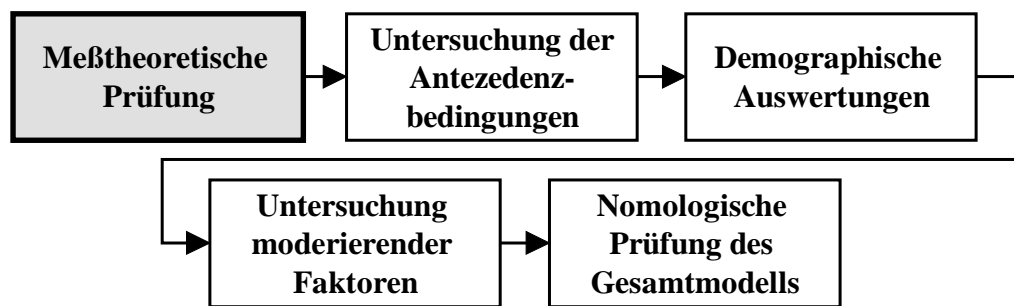 Meßtheoretische
Prüfung
Untersuchung der
Antezedenz-
bedingungen
Demographische
Auswertungen
Untersuchung
moderierender
Faktoren
Nomologische
Prüfung des
Gesamtmodells